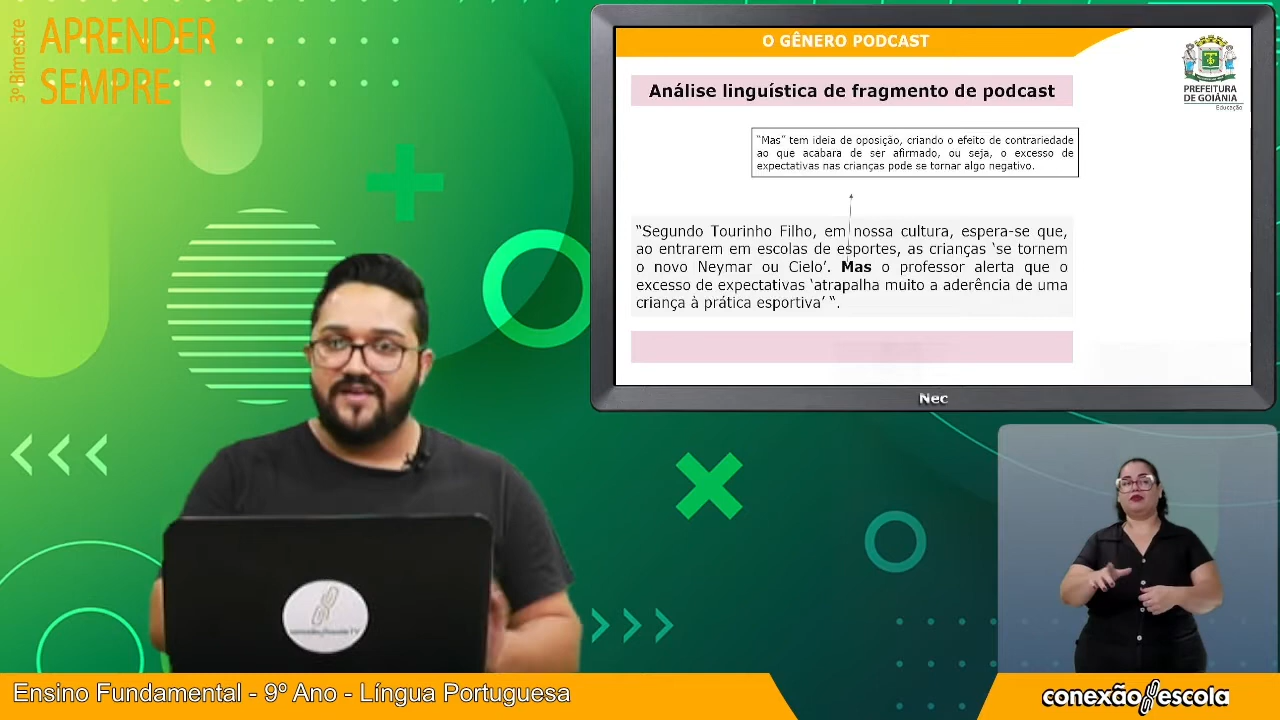 3º Bimestre
APRENDER
SEMPRE
O GÊNERO PODCAST
PREFEITURA
DE GOIÂNIA
Educação
Análise linguística de fragmento de podcast
“Mas” tem ideia de oposição, criando o efeito de contrariedade
ao que acabara de ser afirmado, ou seja, o excesso de
expectativas nas crianças pode se tornar algo negativo.
“Segundo Tourinho Filho, em nossa cultura, espera-se que,
ao entrarem em escolas de esportes, as crianças ‘se tornem
o novo Neymar ou Cielo’. Mas o professor alerta que o
excesso de expectativas ‘atrapalha muito a aderência de uma
criança à prática esportiva’ “.
Nec
Ensino Fundamental - 9º Ano - Língua Portuguesa
conexão escola